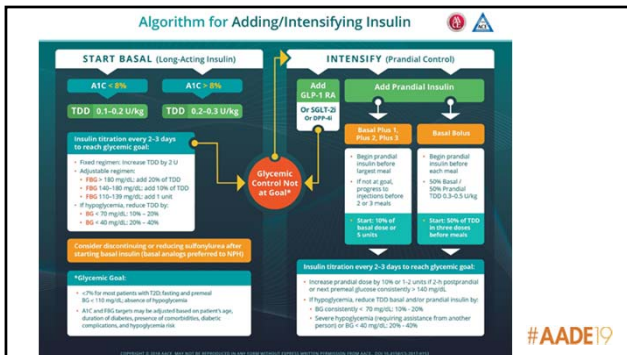 Algorithm for Adding/Intensifying Insulin
START BASAL (Long-Acting Insulin)
A1C < 8%
A1C > 8%
TDD 0.1–0.2 U/kg
TDD 0.2–0.3 U/kg
Insulin titration every 2–3 days
to reach glycemic goal:
• Fixed regimen: Increase TDD by 2 U
• Adjustable regimen:
• FBG > 180 mg/dL: add 20% of TDD
• FBG 140–180 mg/dL: add 10% of TDD
• FBG 110–139 mg/dL: add 1 unit
• If hypoglycemia, reduce TDD by:
• BG < 70 mg/dL: 10% – 20%
• BG < 40 mg/dL: 20% – 40%
Consider discontinuing or reducing sulfonylurea after
starting basal insulin (basal analogs preferred to NPH)
*Glycemic Goal:
• <7% for most patients with T2D; fasting and premeal
BG < 110 mg/dL; absence of hypoglycemia
• A1C and FBG targets may be adjusted based on patient's age,
duration of diabetes, presence of comorbidities, diabetic
complications, and hypoglycemia risk
Glycemic
Control Not
at Goal*
INTENSIFY (Prandial Control)
Add
GLP-1 RA
Or SGLT-2i
Or DPP-4i
Add Prandial Insulin
Basal Plus 1,
Plus 2, Plus 3
• Begin prandial
insulin before
largest meal
• If not at goal,
progress to
injections before
2 or 3 meals
• Start: 10% of
basal dose or
5 units
Basal Bolus
• Begin prandial
insulin before
each meal
• 50% Basal /
50% Prandial
TDD 0.3–0.5 U/kg
• Start: 50% of TDD
in three doses
before meals
Insulin titration every 2–3 days to reach glycemic goal:
• Increase prandial dose by 10% or 1–2 units if 2-h postprandial
or next premeal glucose consistently > 140 mg/dL
• If hypoglycemia, reduce TDD basal and/or prandial insulin by:
• BG consistently < 70 mg/dL: 10% - 20%
• Severe hypoglycemia (requiring assistance from another
person) or BG < 40 mg/dL: 20% - 40%
#AADE19